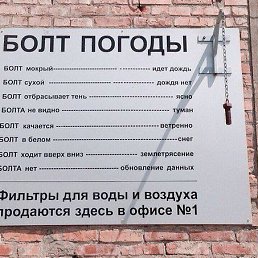 БОЛТ ПОГОДЫ
БОЛТ мокрый---------------------------- идет дождь
БОЛТ сухой ----------------------------- дождя нет
БОЛТ отбрасывает тень -------------------- ясно
БОЛТА не видно --------------------------- туман
БОЛТ качается --------------------------- ветренно
БОЛТ в белом --------------------------------снег
БОЛТ ходит вверх вниз ----------- землетрясение
БОЛТА нет ----------------------обновление данных
Фильтры для воды и воздуха
продаются здесь в офисе №1